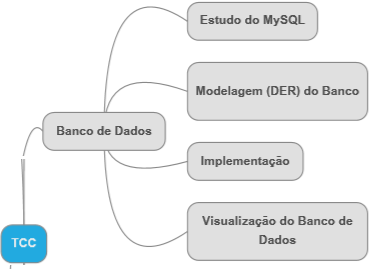 Estudo do MySQL
Modelagem (DER) do Banco
Banco de Dados
Implementação
Visualização do Banco de
Dados
TCC